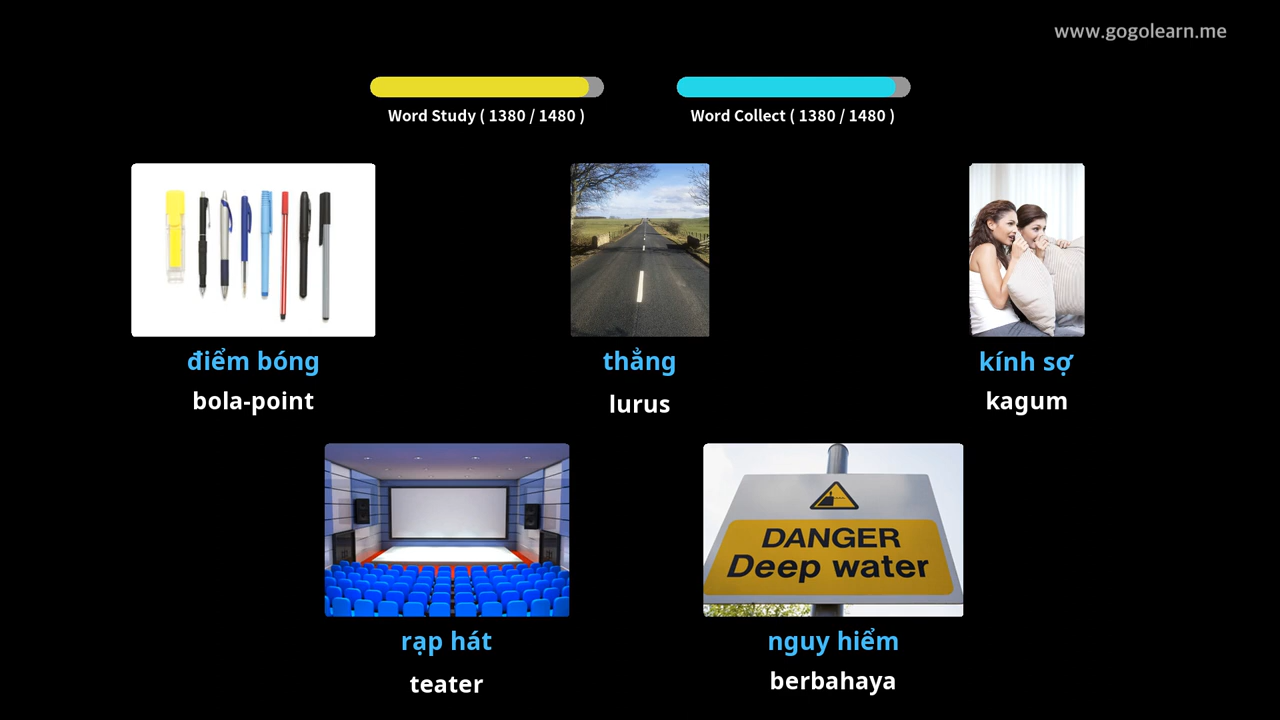 www.gogolearn.me
Word Study ( 1380 / 1480 )
Word Collect ( 1380 / 1480 )
điểm bóng
bola-point
thẳng
lurus
kính sợ
kagum
DANGER
Deep water
rạp hát
teater
nguy hiểm
berbahaya